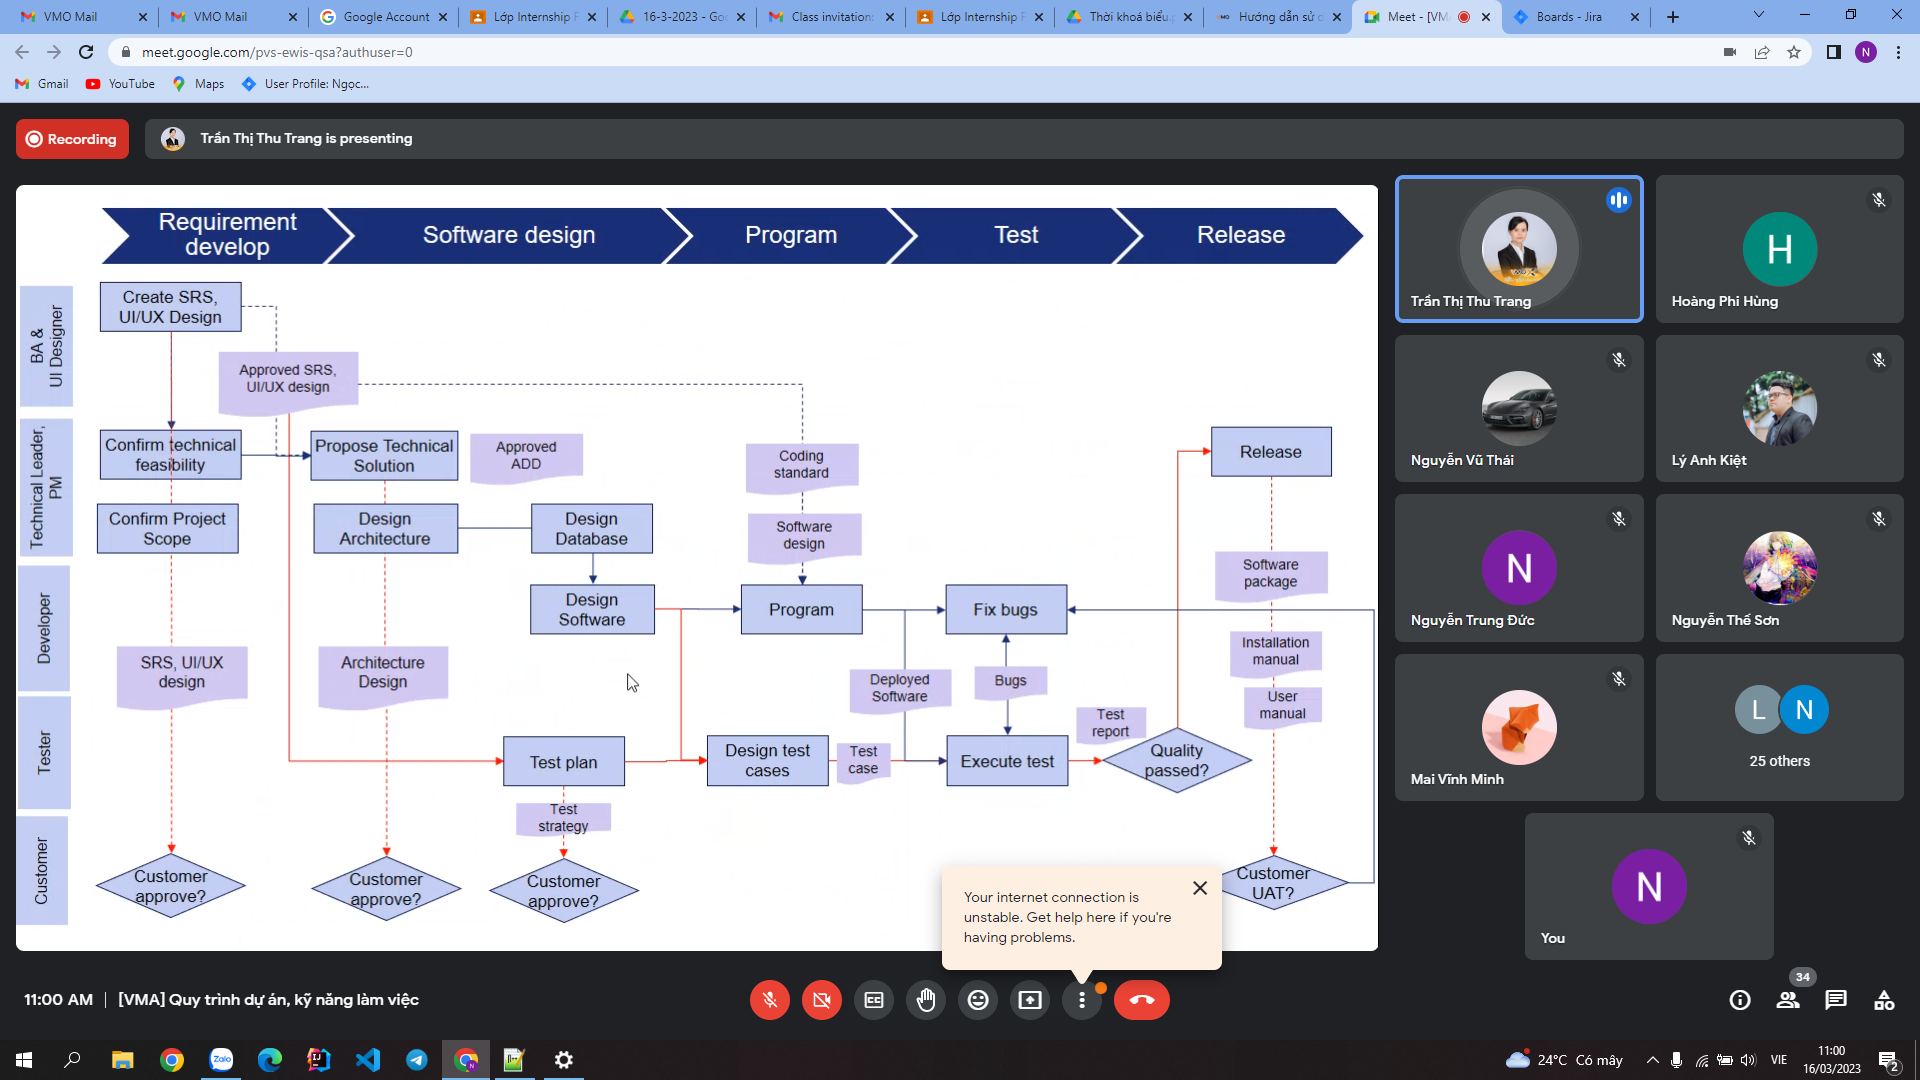 VMO Mail
VMO Mail
Google Account
Lớp Internship F
16-3-2023 - Goo
Class invitation:
Lớp Internship F
Thời khoá biểu.
Hướng dẫn sử d
Meet - [VM
Boards - Jira
meet.google.com/pvs-ewis-qsa?authuser=0
N
Gmail
YouTube
Maps
User Profile: Ngọc...
Recording
Trần Thị Thu Trang is presenting
Requirement
develop
Software design
Program
Test
Release
BA &
UI Designer
Create SRS,
UI/UX Design
Approved SRS,
UI/UX design
Technical Leader,
PM
Confirm technical
feasibility
Propose Technical
Solution
Approved
ADD
Coding
standard
Release
Confirm Project
Scope
Design
Architecture
Design
Database
Software
design
Software
package
Developer
Design
Software
Program
Fix bugs
Installation
manual
SRS, UI/UX
design
Architecture
Design
Deployed
Software
Bugs
User
manual
Tester
Test plan
Design test
cases
Test
case
Execute test
Test
report
Quality
passed?
Test
strategy
Customer
Customer
approve?
Customer
approve?
Customer
approve?
Customer
UAT?
Your internet connection is
unstable. Get help here if you're
having problems.
Trần Thị Thu Trang
H
Hoàng Phi Hùng
Nguyễn Vũ Thái
Lý Anh Kiệt
N
Nguyễn Trung Đức
Nguyễn Thế Sơn
Mai Vĩnh Minh
L
N
25 others
N
You
11:00 AM
[VMA] Quy trình dự án, kỹ năng làm việc
34
Zalo
24°C Có mây
VIE
11:00
16/03/2023
2